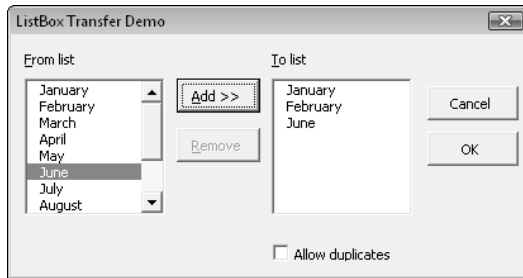 ListBox Transfer Demo
From list
January
February
March
April
May
June
July
August
Add >>
Remove
To list
January
February
June
Cancel
OK
Allow duplicates